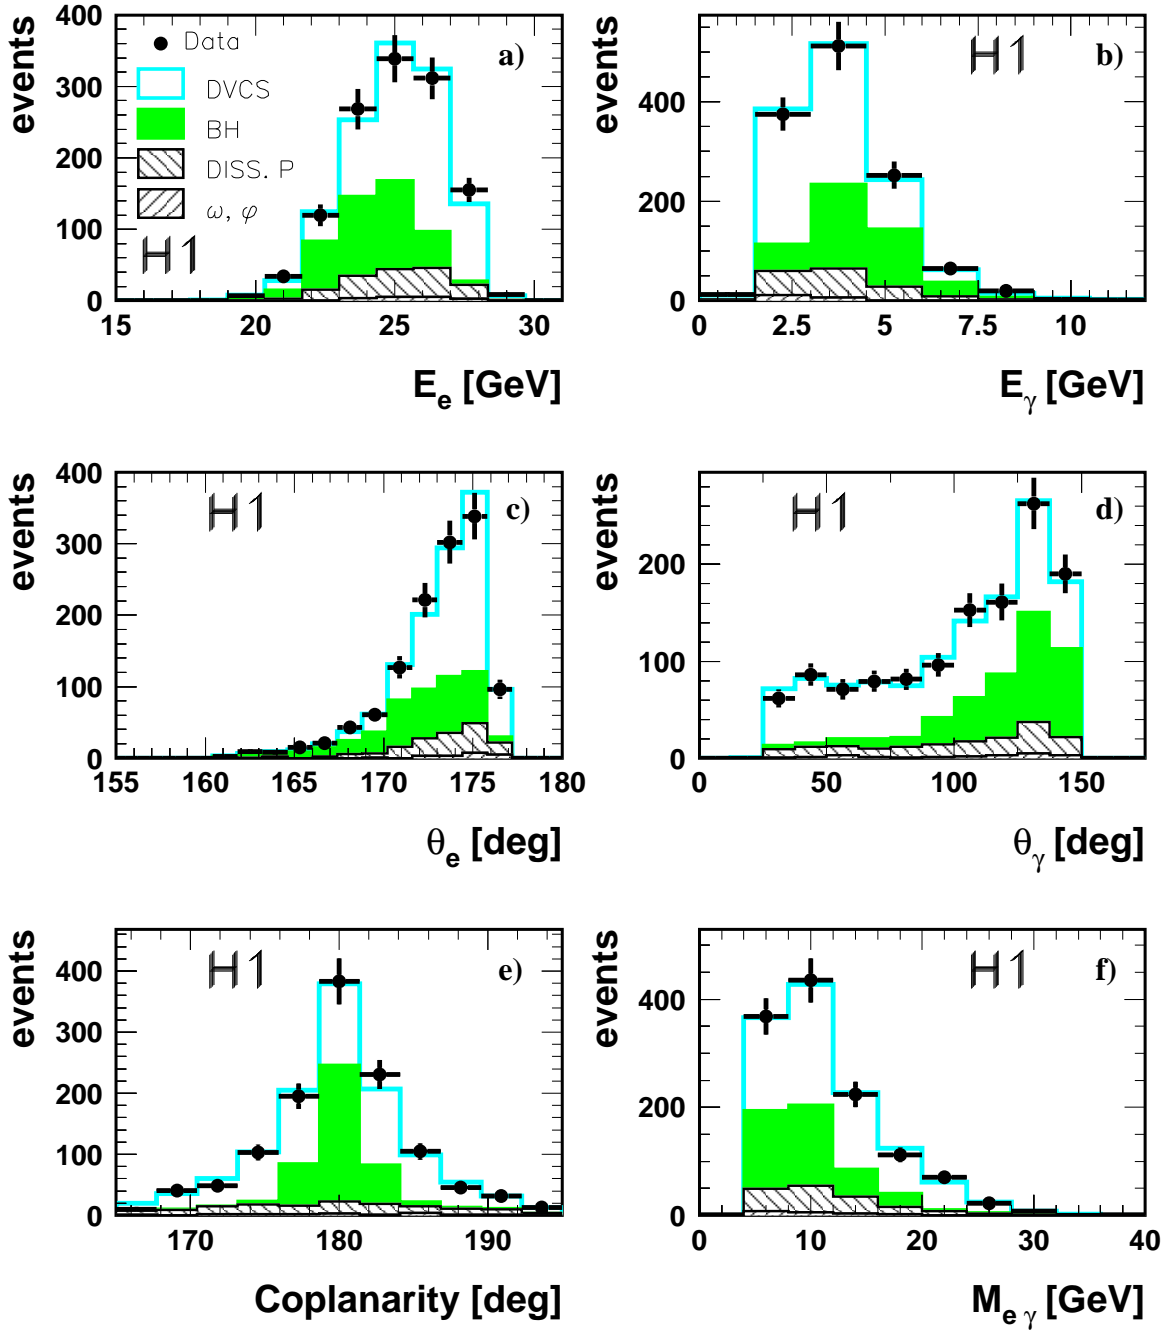 events
400
300
200
100
0
Data
DVCS
BH
DISS. P
ω, φ
H1
a)
15 20 25 30
E_e [GeV]
events
400
200
0
H1
b)
0 2.5 5 7.5 10
E_γ [GeV]
events
400
300
200
100
0
H1
c)
155 160 165 170 175 180
θ_e [deg]
events
200
100
0
H1
d)
0 50 100 150
θ_γ [deg]
events
400
300
200
100
0
H1
e)
170 180 190
Coplanarity [deg]
events
400
200
0
H1
f)
0 10 20 30 40
M_e γ [GeV]